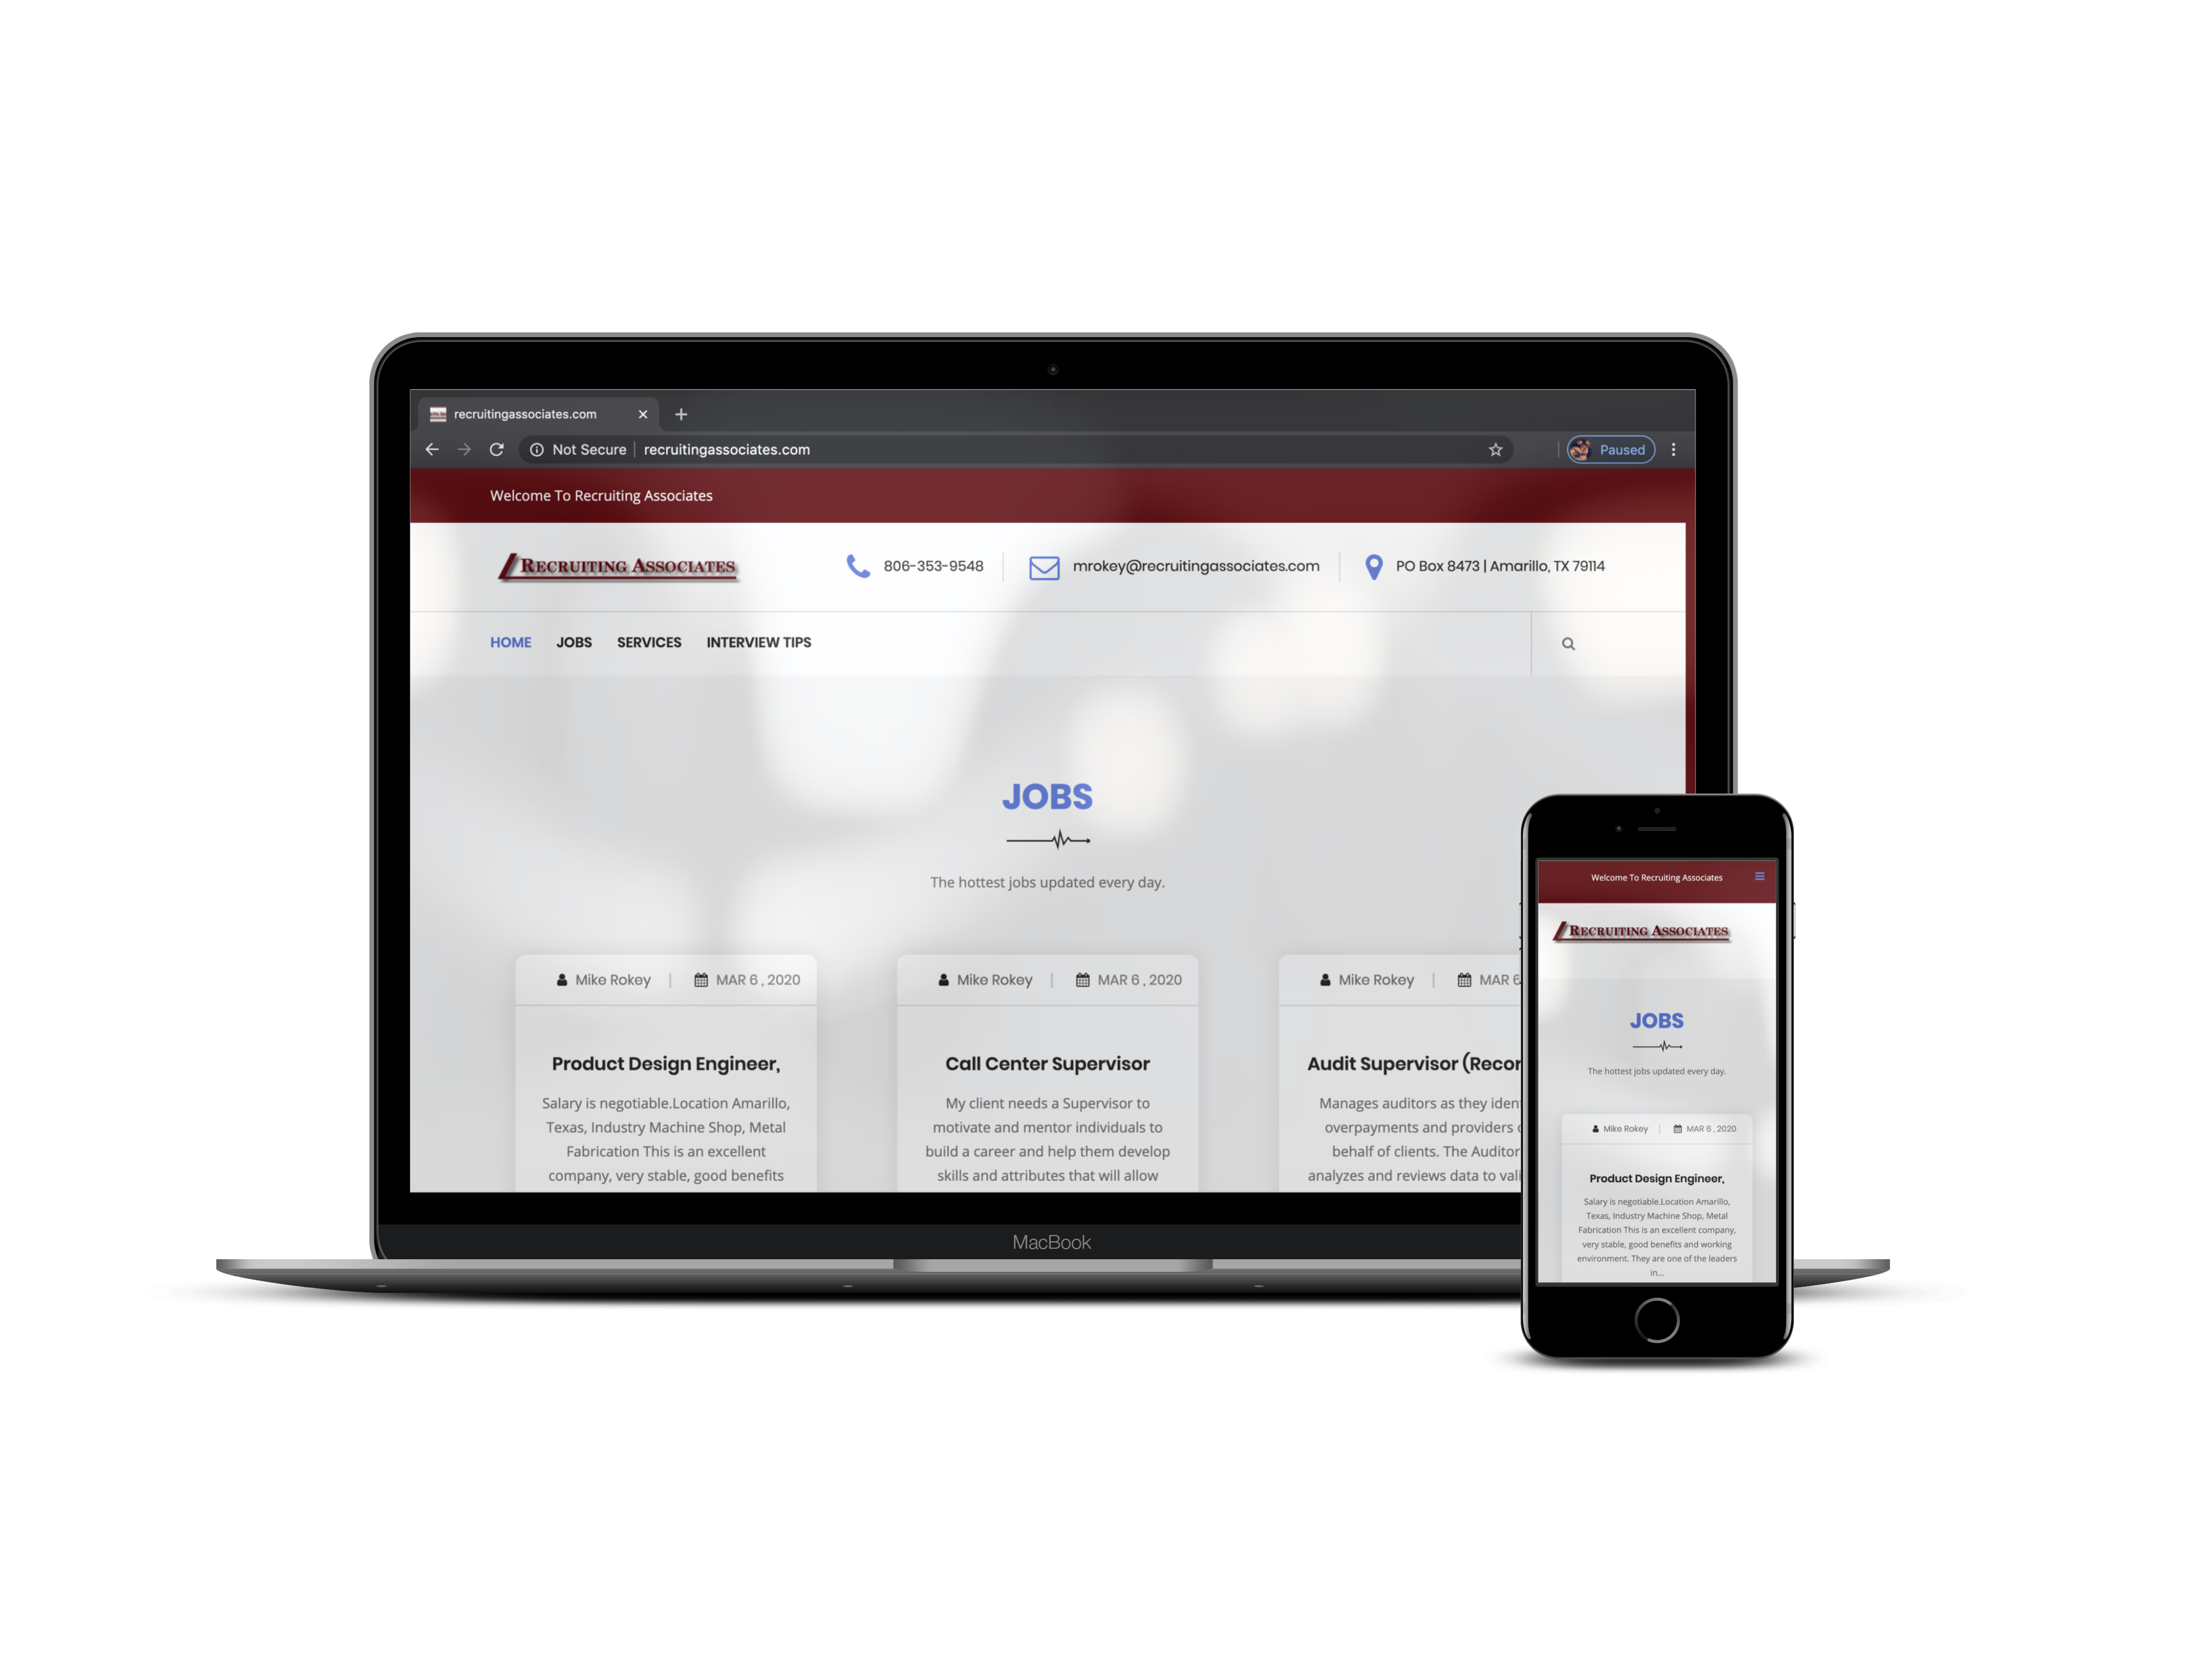 recruitingassociates.com
Not Secure | recruitingassociates.com
Paused
Welcome To Recruiting Associates
RECRUITING ASSOCIATES
806-353-9548
mrokey@recruitingassociates.com
PO Box 8473 | Amarillo, TX 79114
HOME JOBS SERVICES INTERVIEW TIPS
JOBS
The hottest jobs updated every day.
Mike Rokey | MAR 6 , 2020
Product Design Engineer,
Salary is negotiable.Location Amarillo,
Texas, Industry Machine Shop, Metal
Fabrication This is an excellent
company, very stable, good benefits
Mike Rokey | MAR 6 , 2020
Call Center Supervisor
My client needs a Supervisor to
motivate and mentor individuals to
build a career and help them develop
skills and attributes that will allow
Mike Rokey | MAR 6
Audit Supervisor (Recor
Manages auditors as they iden
overpayments and providers
behalf of clients. The Auditor
analyzes and reviews data to vali
MacBook
Welcome To Recruiting Associates
RECRUITING ASSOCIATES
JOBS
The hottest jobs updated every day.
Mike Rokey | MAR 6 , 2020
Product Design Engineer,
Salary is negotiable.Location Amarillo,
Texas, Industry Machine Shop, Metal
Fabrication This is an excellent company,
very stable, good benefits and working
environment. They are one of the leaders
in...